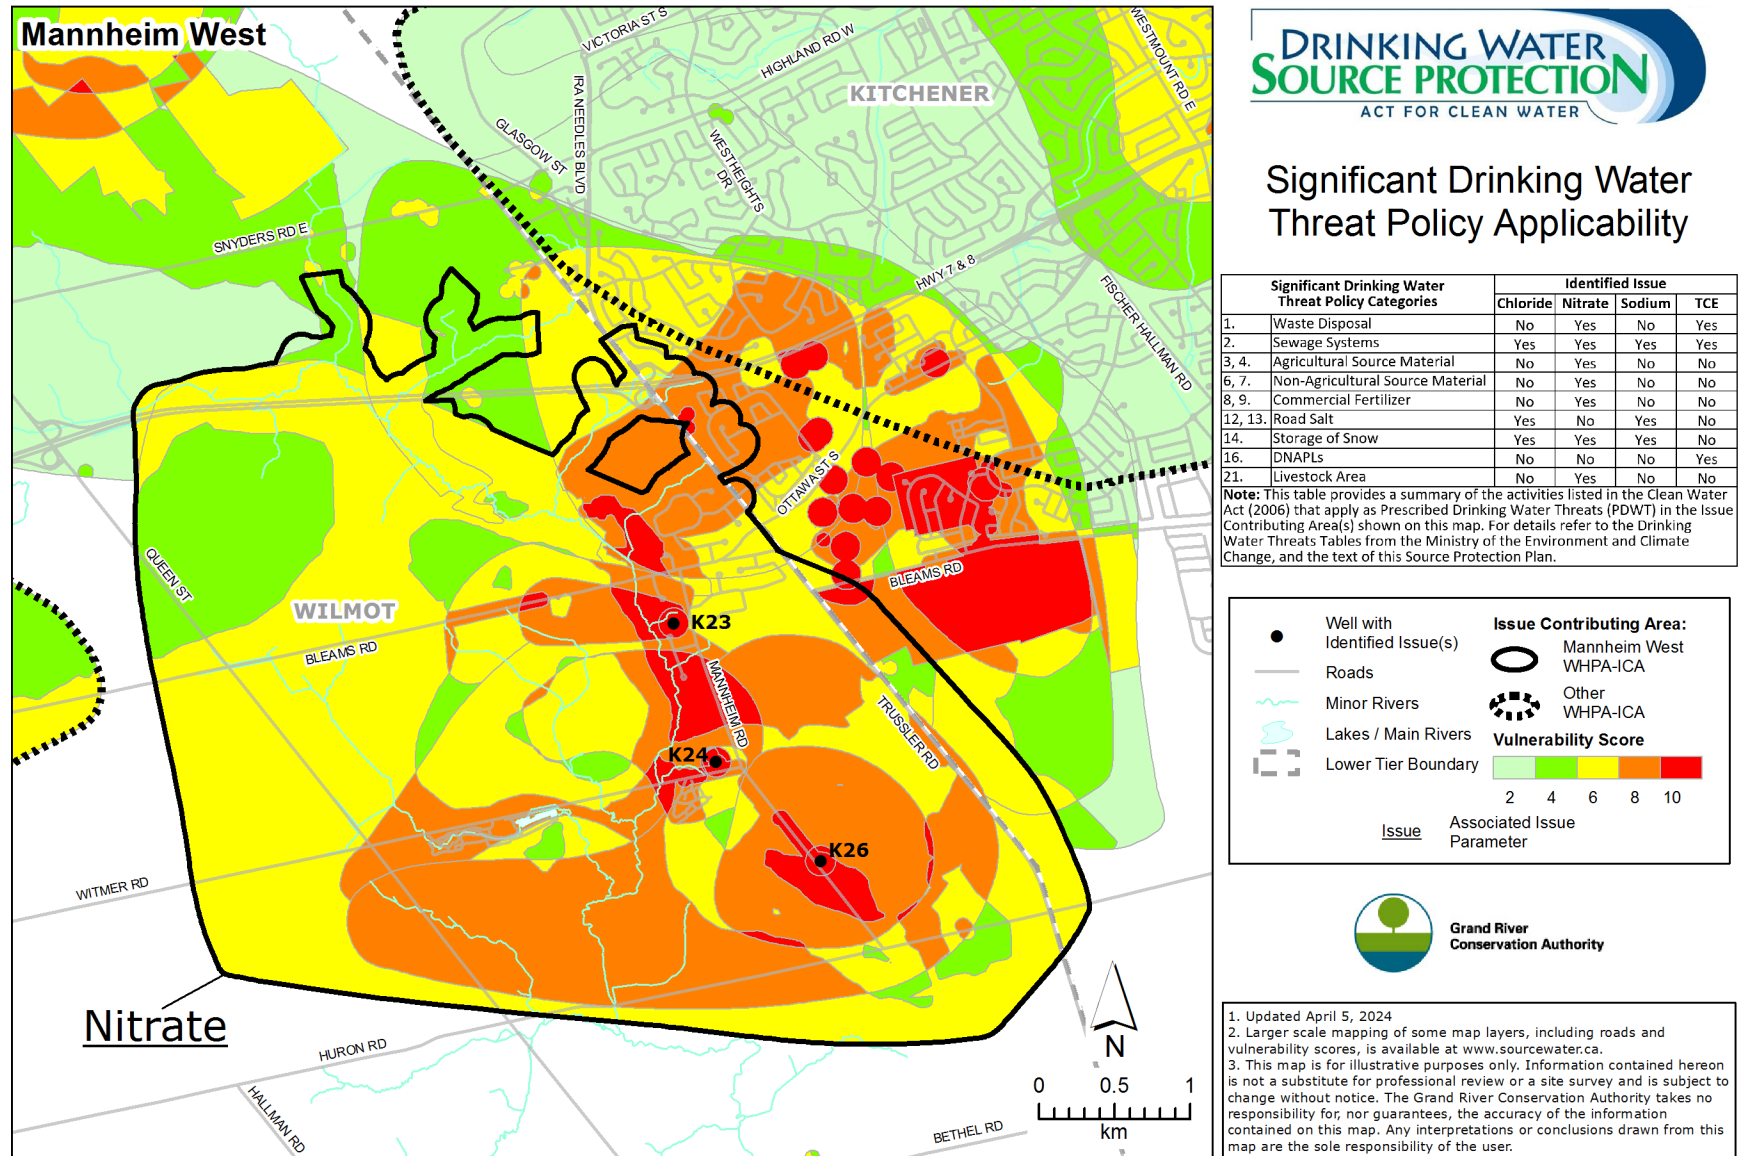 Mannheim West
VICTORIA ST S
HIGHLAND RD W
WESTMOUNT RD E
IRA NEEDLES BLVD
KITCHENER
GLASGOW ST
WESTHEIGHTS
DR
SNYDERS RD E
HWY 7 & 8
FISCHER HALLMAN RD
OTTAWA ST S
QUEEN ST
BLEAMS RD
WILMOT
K23
BLEAMS RD
MANNHEIM RD
TRUSSLER RD
K24
K26
WITMER RD
Nitrate
HURON RD
HALLMAN RD
BETHEL RD
N
0 0.5 1
km
DRINKING WATER
SOURCE PROTECTION
ACT FOR CLEAN WATER
Significant Drinking Water
Threat Policy Applicability
Significant Drinking Water
Threat Policy Categories
Identified Issue
Chloride Nitrate Sodium TCE
1. Waste Disposal No Yes No Yes
2. Sewage Systems Yes Yes Yes Yes
3, 4. Agricultural Source Material No Yes No No
6, 7. Non-Agricultural Source Material No Yes No No
8, 9. Commercial Fertilizer No Yes No No
12, 13. Road Salt Yes No Yes No
14. Storage of Snow Yes Yes Yes No
16. DNAPLs No No No Yes
21. Livestock Area No Yes No No
Note: This table provides a summary of the activities listed in the Clean Water
Act (2006) that apply as Prescribed Drinking Water Threats (PDWT) in the Issue
Contributing Area(s) shown on this map. For details refer to the Drinking
Water Threats Tables from the Ministry of the Environment and Climate
Change, and the text of this Source Protection Plan.
Well with
Identified Issue(s)
Roads
Minor Rivers
Lakes / Main Rivers
Lower Tier Boundary
Issue Contributing Area:
Mannheim West
WHPA-ICA
Other
WHPA-ICA
Vulnerability Score
2 4 6 8 10
Issue
Associated Issue
Parameter
Grand River
Conservation Authority
1. Updated April 5, 2024
2. Larger scale mapping of some map layers, including roads and
vulnerability scores, is available at www.sourcewater.ca.
3. This map is for illustrative purposes only. Information contained hereon
is not a substitute for professional review or a site survey and is subject to
change without notice. The Grand River Conservation Authority takes no
responsibility for, nor guarantees, the accuracy of the information
contained on this map. Any interpretations or conclusions drawn from this
map are the sole responsibility of the user.